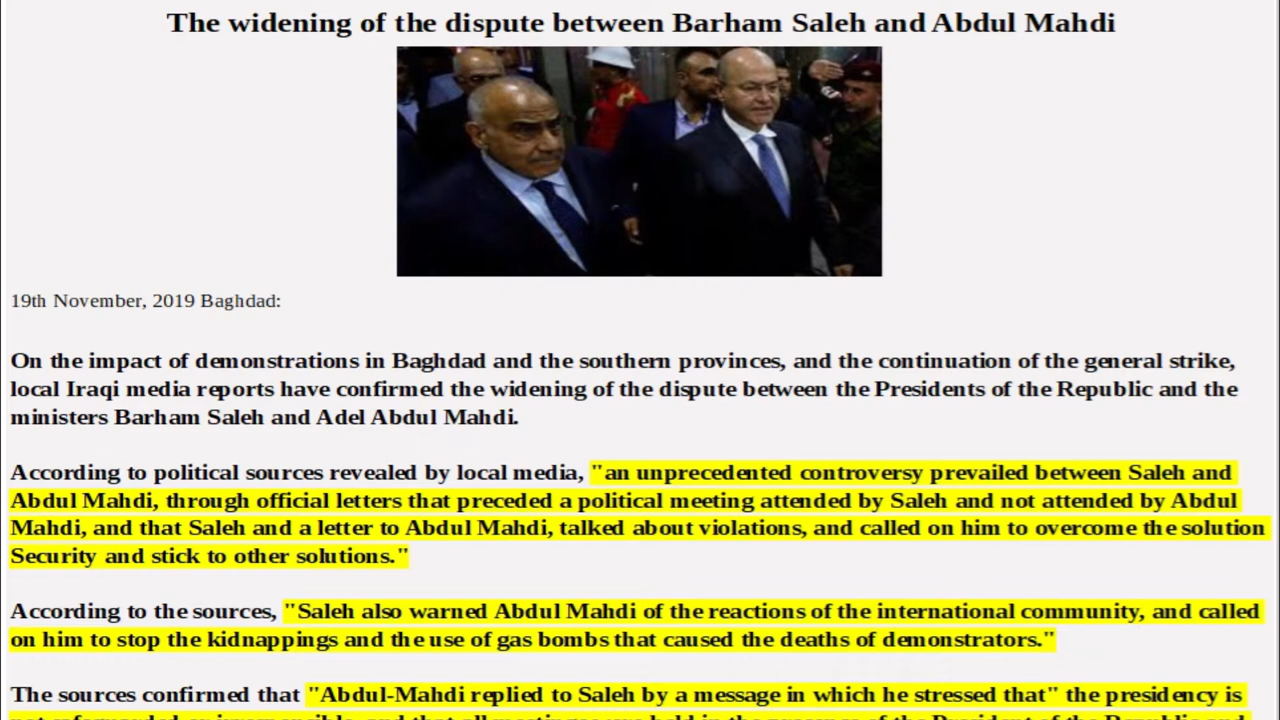 The widening of the dispute between Barham Saleh and Abdul Mahdi
19th November, 2019 Baghdad:
On the impact of demonstrations in Baghdad and the southern provinces, and the continuation of the general strike,
local Iraqi media reports have confirmed the widening of the dispute between the Presidents of the Republic and the
ministers Barham Saleh and Adel Abdul Mahdi.
According to political sources revealed by local media, "an unprecedented controversy prevailed between Saleh and
Abdul Mahdi, through official letters that preceded a political meeting attended by Saleh and not attended by Abdul
Mahdi, and that Saleh and a letter to Abdul Mahdi, talked about violations, and called on him to overcome the solution
Security and stick to other solutions."
According to the sources, "Saleh also warned Abdul Mahdi of the reactions of the international community, and called
on him to stop the kidnappings and the use of gas bombs that caused the deaths of demonstrators."
The sources confirmed that "Abdul-Mahdi replied to Saleh by a message in which he stressed that" the presidency is